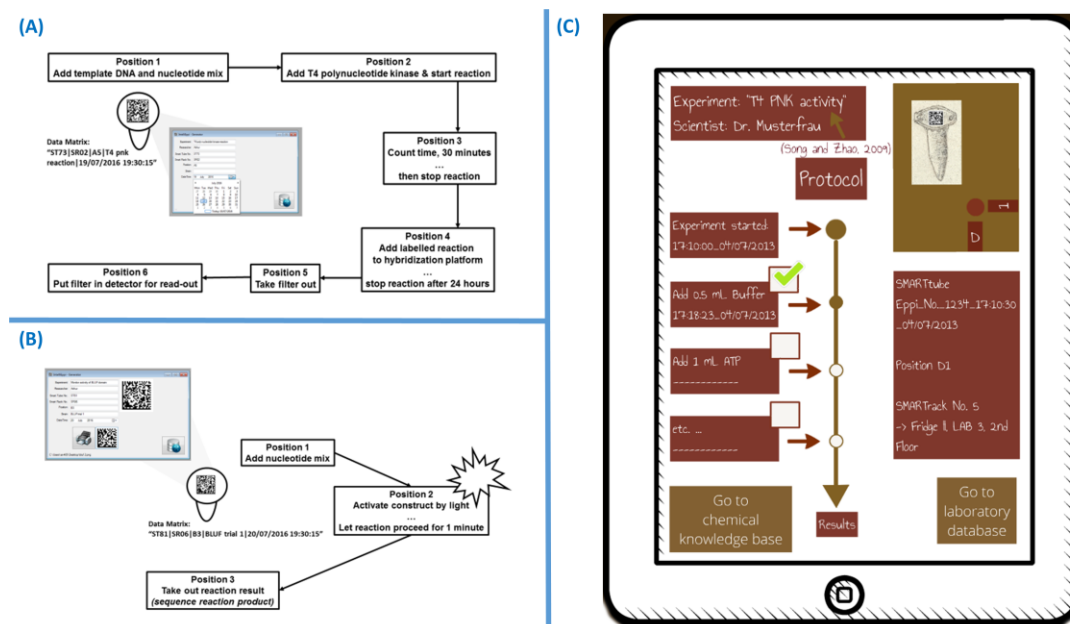 (A)
Position 1
Add template DNA and nucleotide mix
Position 2
Add T4 polynucleotide kinase & start reaction
Data Matrix:
"ST73|SR02|A5|T4 pnk
reaction|19/07/2016 19:30:15"
Position 3
Count time, 30 minutes
...
then stop reaction
Position 4
Add labelled reaction
to hybridization platform
...
stop reaction after 24 hours
Position 5
Take filter out
Position 6
Put filter in detector for read-out
(B)
Position 1
Add nucleotide mix
Position 2
Activate construct by light
...
Let reaction proceed for 1 minute
Data Matrix:
"ST81|SR06|B3|BLUF trial 1|20/07/2016 19:30:15"
Position 3
Take out reaction result
(sequence reaction product)
(C)
Experiment: "T4 PNK activity"
Scientist: Dr. Musterfrau
(Song and Zhao, 2009)
Protocol
1
D
Experiment started:
17:10:00_04/07/2013
Add 0.5 mL Buffer
17:18:23_04/07/2013
Add 1 mL ATP
------------
etc. ...
------------
Results
SMARTtube
Eppi_No_1234_17:10:30
_04/07/2013
Position D1
SMARTrack No. 5
-> Fridge II, LAB 3, 2nd
Floor
Go to
chemical
knowledge base
Go to
laboratory
database